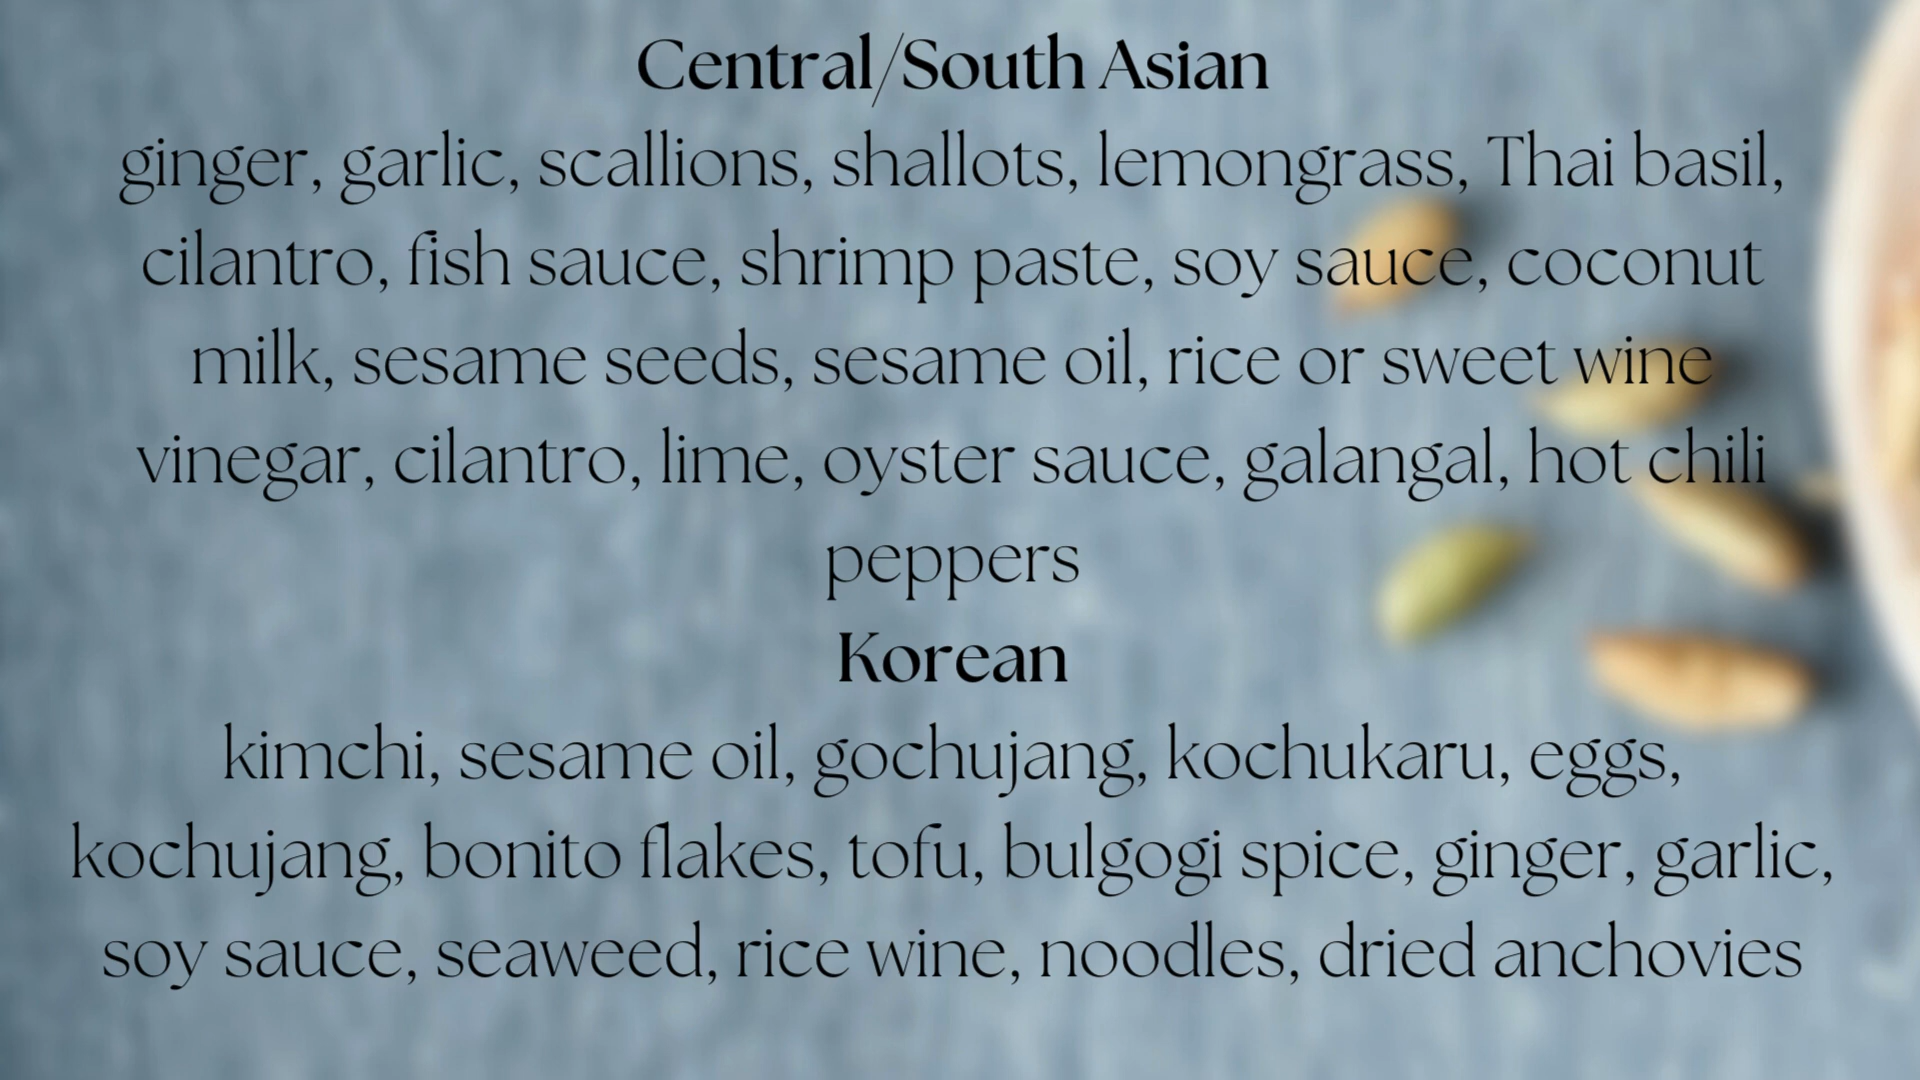 Central/South Asian
ginger, garlic, scallions, shallots, lemongrass, Thai basil,
cilantro, fish sauce, shrimp paste, soy sauce, coconut
milk, sesame seeds, sesame oil, rice or sweet wine
vinegar, cilantro, lime, oyster sauce, galangal, hot chili
peppers
Korean
kimchi, sesame oil, gochujang, kochukaru, eggs,
kochujang, bonito flakes, tofu, bulgogi spice, ginger, garlic,
soy sauce, seaweed, rice wine, noodles, dried anchovies